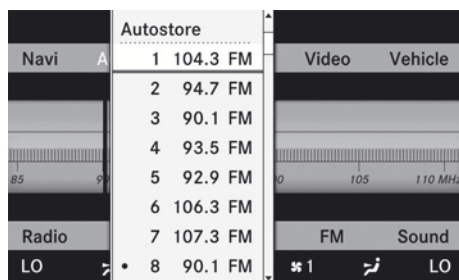 Autostore
Navi A Video Vehicle
1 104.3 FM
2 94.7 FM
3 90.1 FM
4 93.5 FM
5 92.9 FM
6 106.3 FM
7 107.3 FM
• 8 90.1 FM
85 9 0 105 110 MHz
Radio FM Sound
LO 1 LO